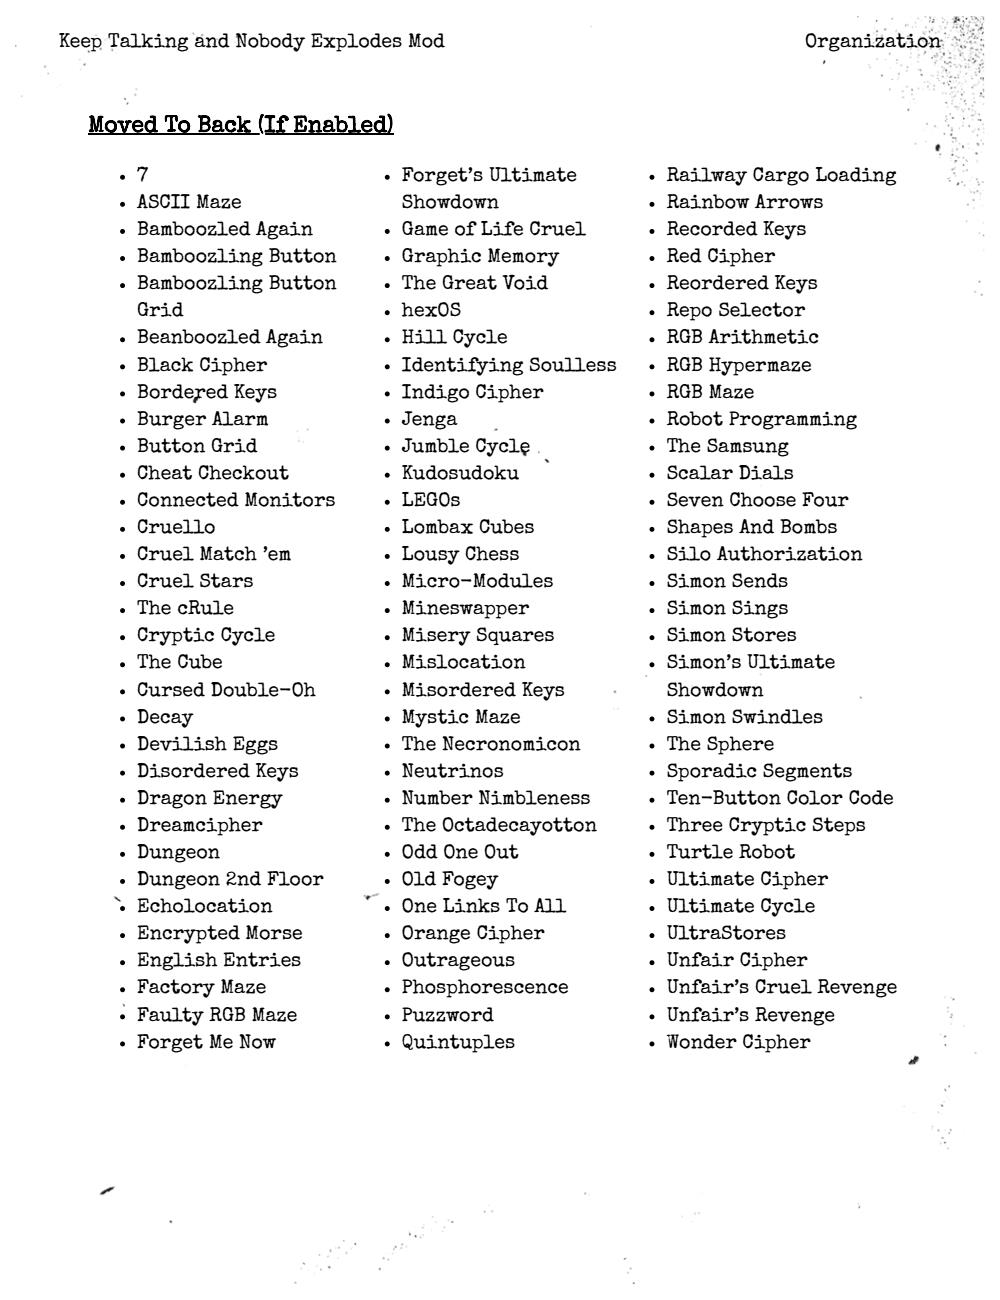 Keep Talking and Nobody Explodes Mod
Organization
Moved To Back (If Enabled)
• 7
• ASCII Maze
• Bamboozled Again
• Bamboozling Button
• Bamboozling Button
Grid
• Beanboozled Again
• Black Cipher
• Bordered Keys
• Burger Alarm
• Button Grid
• Cheat Checkout
• Connected Monitors
• Cruello
• Cruel Match ’em
• Cruel Stars
• The cRule
• Cryptic Cycle
• The Cube
• Cursed Double-Oh
• Decay
• Devilish Eggs
• Disordered Keys
• Dragon Energy
• Dreamcipher
• Dungeon
• Dungeon 2nd Floor
• Echolocation
• Encrypted Morse
• English Entries
• Factory Maze
• Faulty RGB Maze
• Forget Me Now
• Forget’s Ultimate
Showdown
• Game of Life Cruel
• Graphic Memory
• The Great Void
• hexOS
• Hill Cycle
• Identifying Soulless
• Indigo Cipher
• Jenga
• Jumble Cycle
• Kudosudoku
• LEGOs
• Lombax Cubes
• Lousy Chess
• Micro-Modules
• Mineswapper
• Misery Squares
• Mislocation
• Misordered Keys
• Mystic Maze
• The Necronomicon
• Neutrinos
• Number Nimbleness
• The Octadecayotton
• Odd One Out
• Old Fogey
• One Links To All
• Orange Cipher
• Outrageous
• Phosphorescence
• Puzzword
• Quintuples
• Railway Cargo Loading
• Rainbow Arrows
• Recorded Keys
• Red Cipher
• Reordered Keys
• Repo Selector
• RGB Arithmetic
• RGB Hypermaze
• RGB Maze
• Robot Programming
• The Samsung
• Scalar Dials
• Seven Choose Four
• Shapes And Bombs
• Silo Authorization
• Simon Sends
• Simon Sings
• Simon Stores
• Simon’s Ultimate
Showdown
• Simon Swindles
• The Sphere
• Sporadic Segments
• Ten-Button Color Code
• Three Cryptic Steps
• Turtle Robot
• Ultimate Cipher
• Ultimate Cycle
• UltraStores
• Unfair Cipher
• Unfair’s Cruel Revenge
• Unfair’s Revenge
• Wonder Cipher